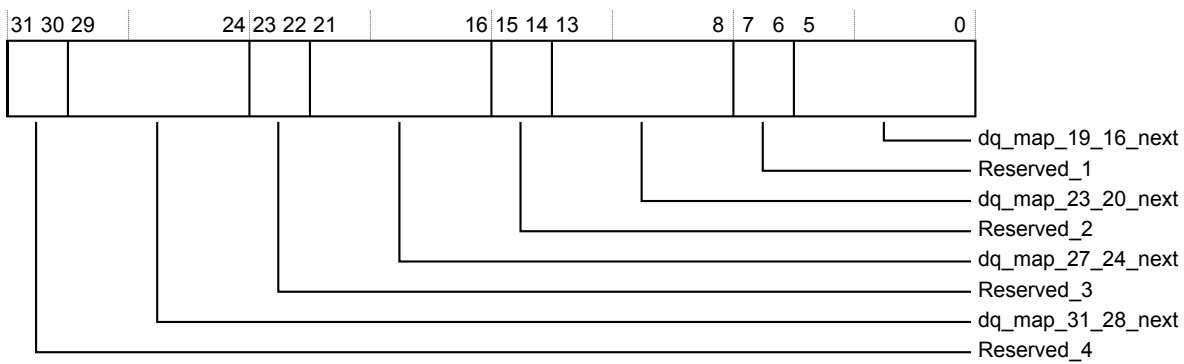 31 30 29 24 23 22 21 16 15 14 13 8 7 6 5 0
dq_map_19_16_next
Reserved_1
dq_map_23_20_next
Reserved_2
dq_map_27_24_next
Reserved_3
dq_map_31_28_next
Reserved_4